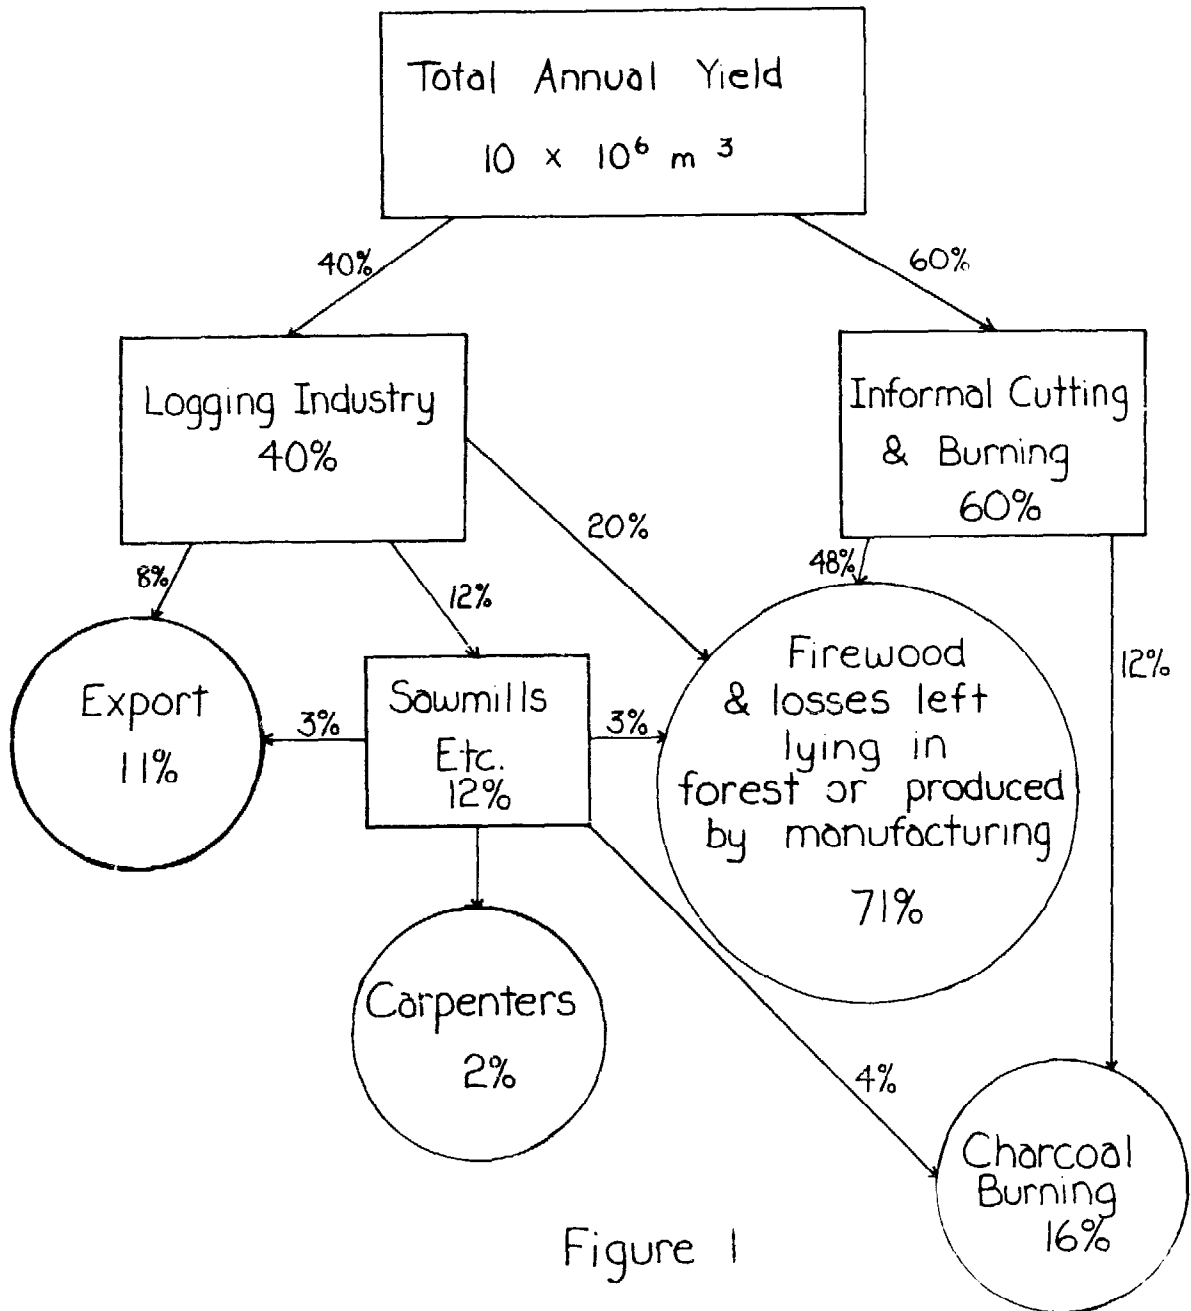 Total Annual Yield
10 x 10⁶ m ³
40%
60%
Logging Industry
40%
Informal Cutting
& Burning
60%
20%
8%
12%
48%
12%
Export
11%
3%
Sawmills
Etc.
12%
3%
Firewood
& losses left
lying in
forest or produced
by manufacturing
71%
Carpenters
2%
4%
Charcoal
Burning
16%
Figure 1